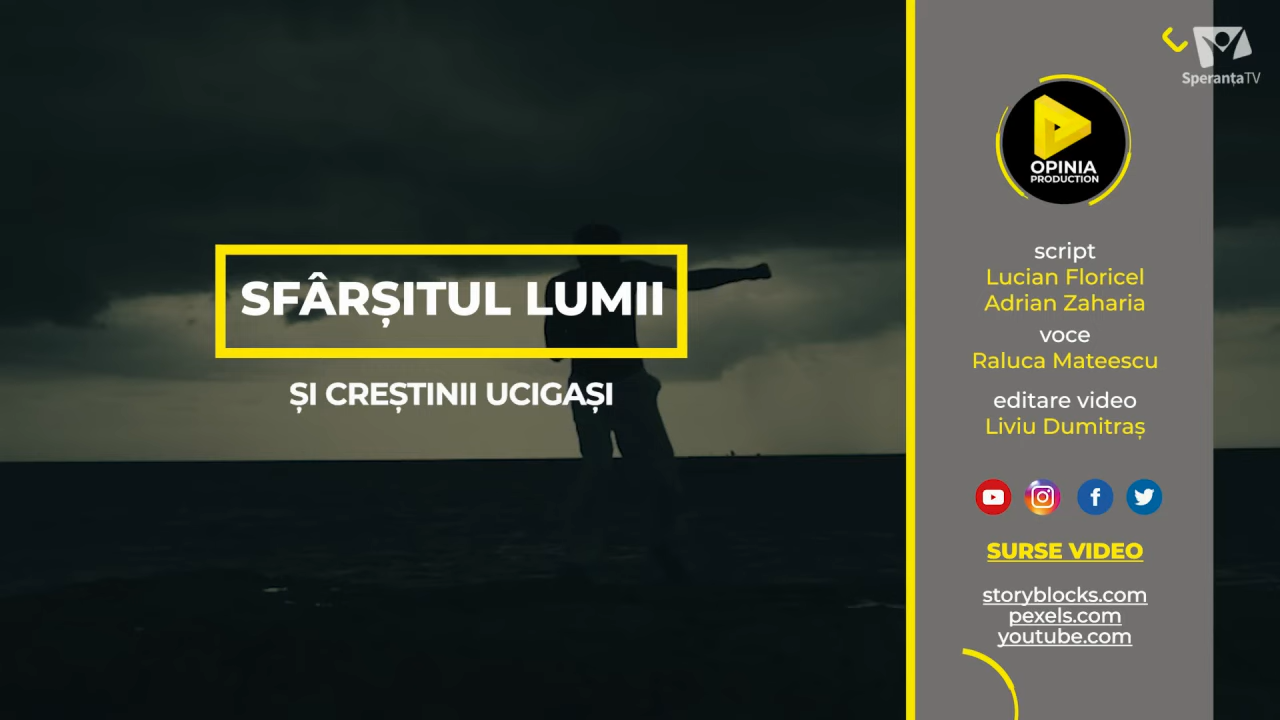 SFÂRȘITUL LUMII
ȘI CREȘTINII UCIGAȘI
SperanțaTV
OPINIA
PRODUCTION
script
Lucian Floricel
Adrian Zaharia
voce
Raluca Mateescu
editare video
Liviu Dumitraș
SURSE VIDEO
storyblocks.com
pexels.com
youtube.com